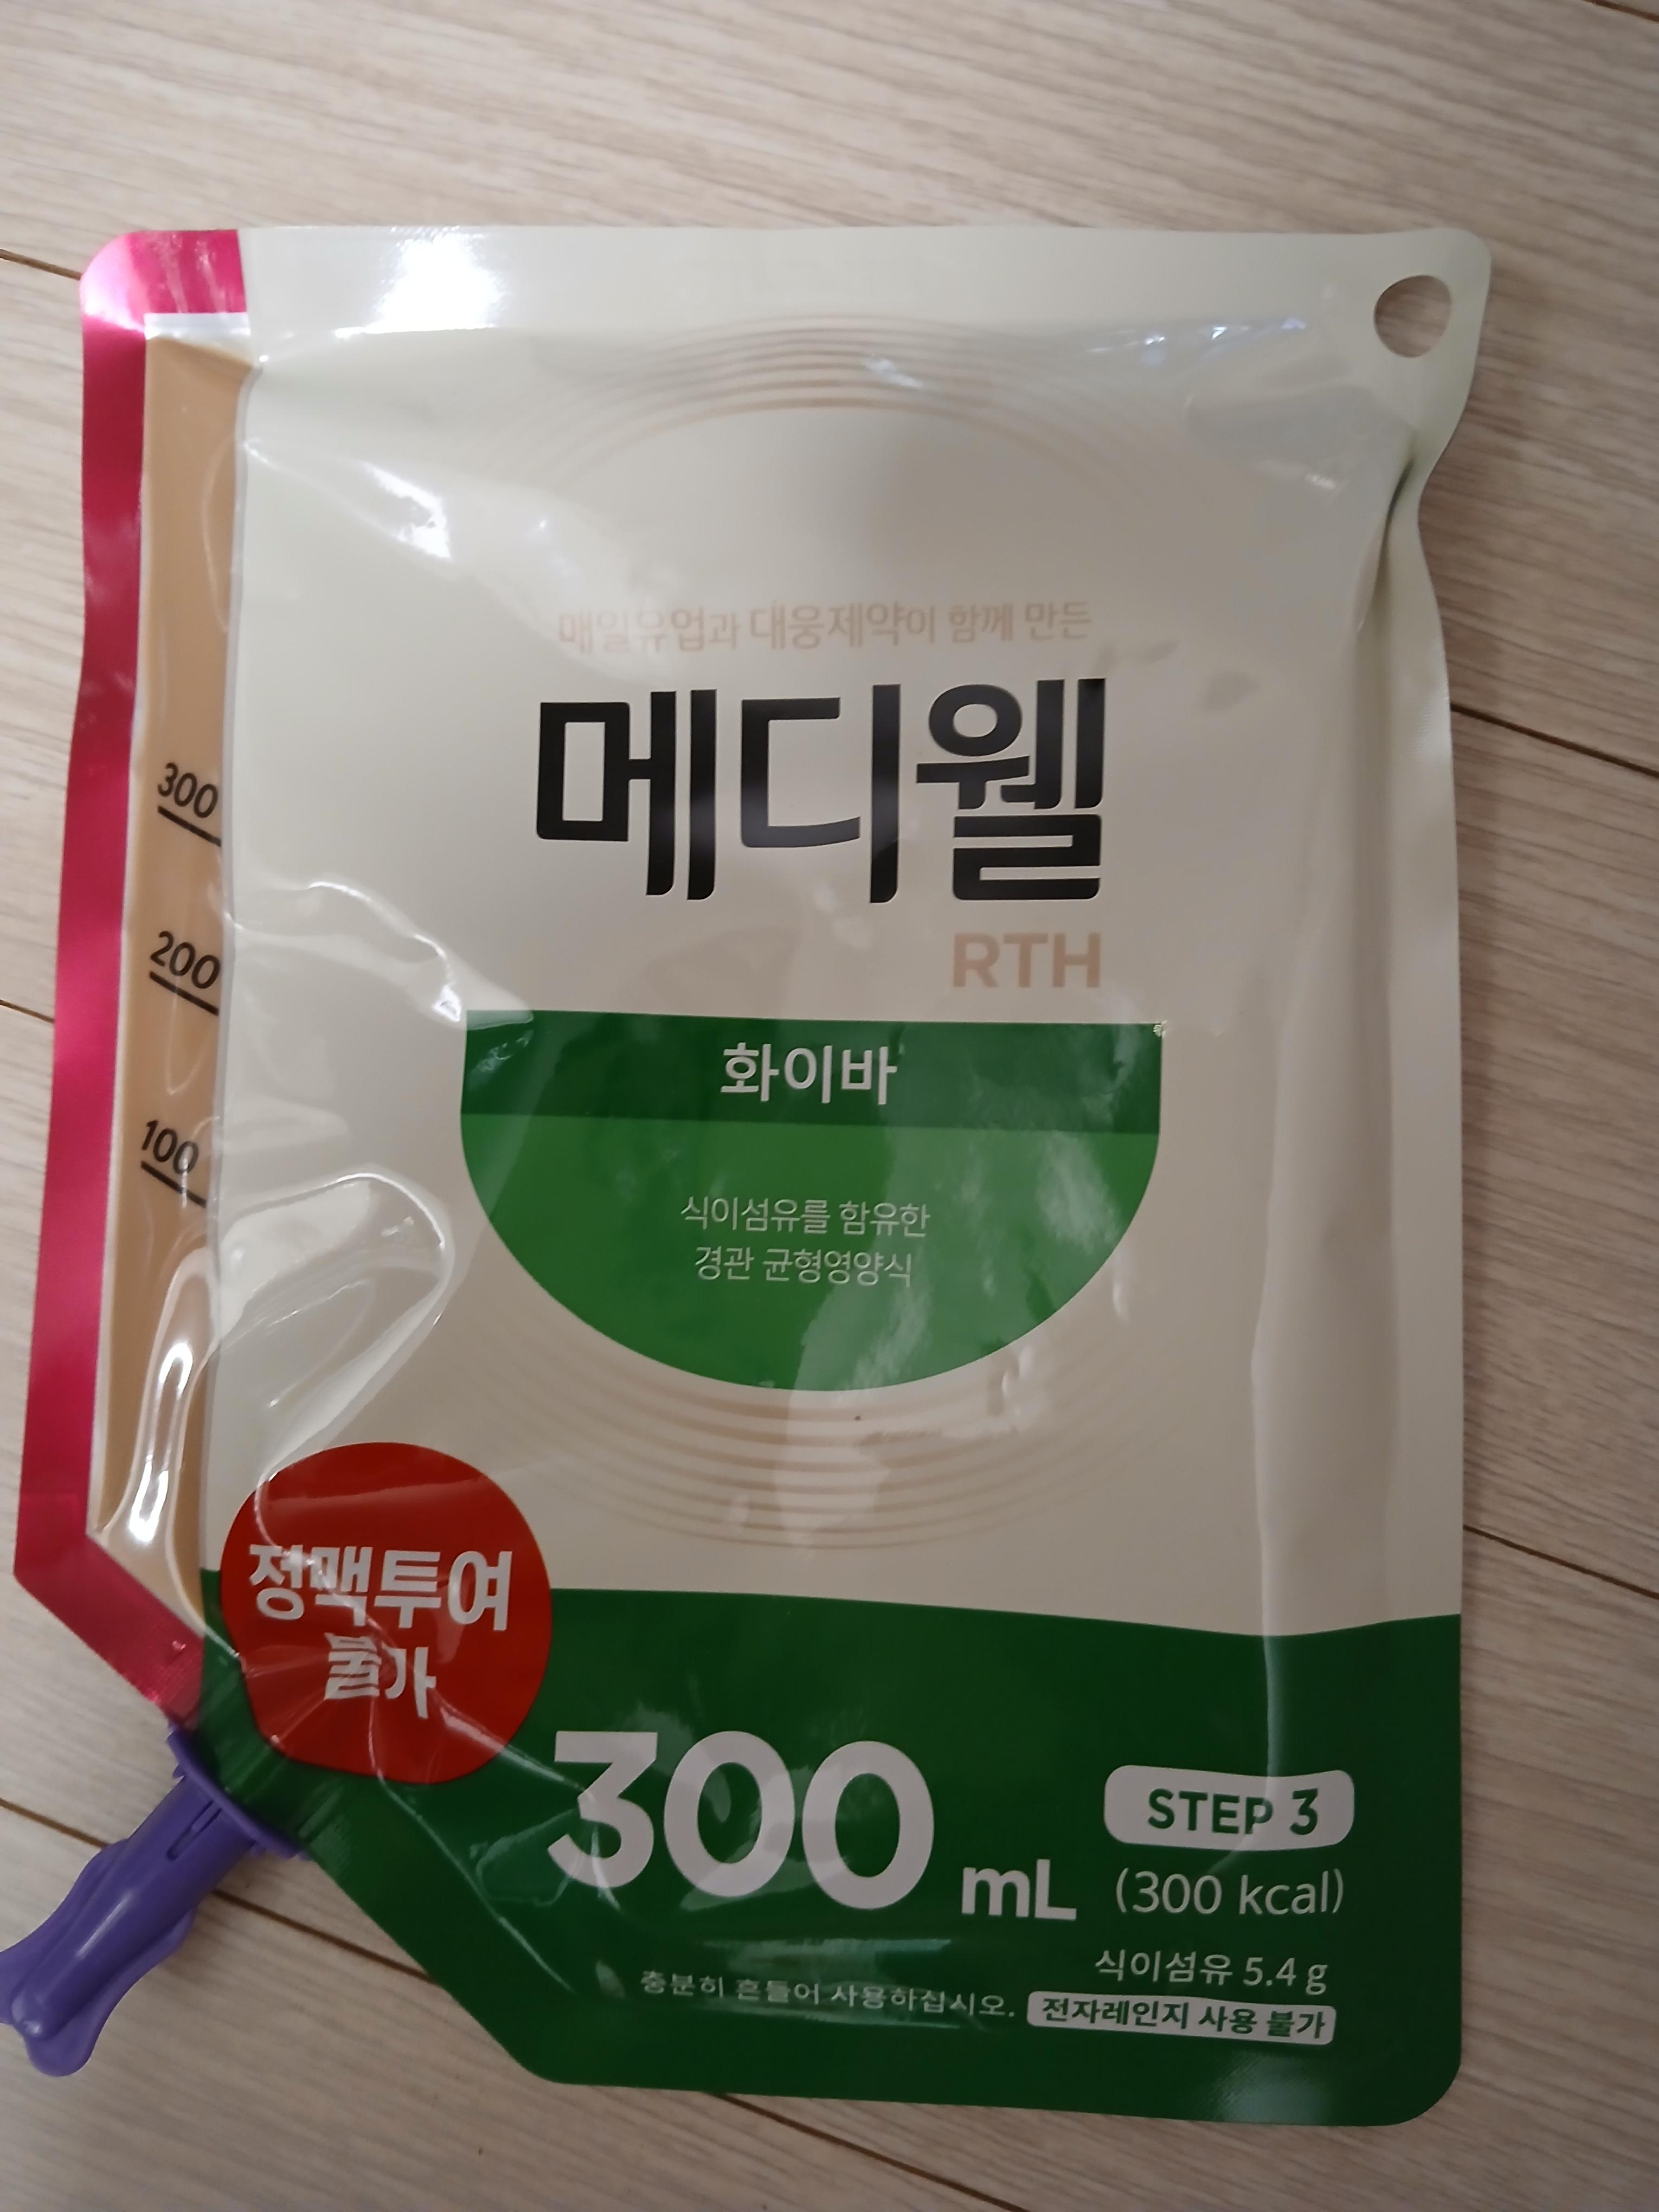 매일유업과 대웅제약이 함께 만든
메디웰
RTH
화이바
식이섬유를 함유한
경관 균형영양식
300
200
100
정맥투여
불가
300 mL
STEP 3
(300 kcal)
식이섬유 5.4 g
충분히 흔들어 사용하십시오. 전자레인지 사용 불가